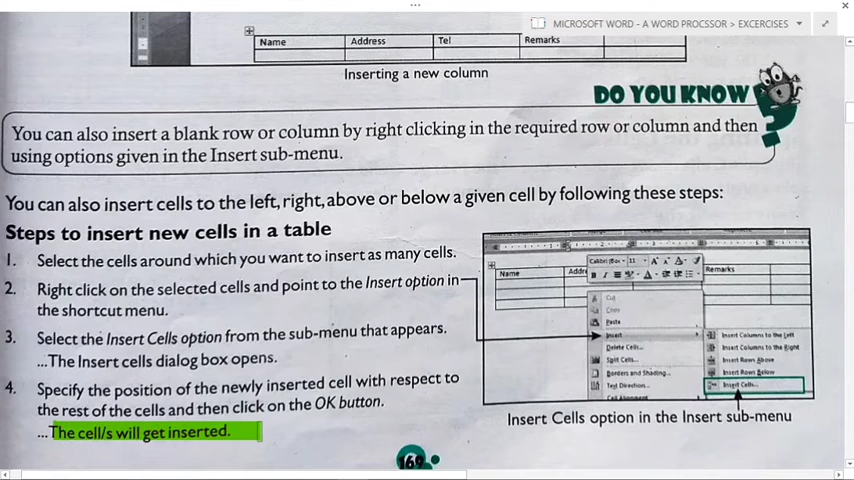 MICROSOFT WORD - A WORD PROCSSOR > EXCERCISES
Name Address Tel Remarks
Inserting a new column
DO YOU KNOW ?
You can also insert a blank row or column by right clicking in the required row or column and then
using options given in the Insert sub-menu.
You can also insert cells to the left, right, above or below a given cell by following these steps:
Steps to insert new cells in a table
1. Select the cells around which you want to insert as many cells.
2. Right click on the selected cells and point to the Insert option in
the shortcut menu.
3. Select the Insert Cells option from the sub-menu that appears.
...The Insert cells dialog box opens.
4. Specify the position of the newly inserted cell with respect to
the rest of the cells and then click on the OK button.
...The cell/s will get inserted.
Name Addre Remarks
Calibri (Bod 11
Cut
Copy
Paste
Insert
Delete Cells...
Split Cells...
Borders and Shading...
Text Direction...
Cell Alignment
Insert Columns to the Left
Insert Columns to the Right
Insert Rows Above
Insert Rows Below
Insert Cells...
Insert Cells option in the Insert sub-menu
169